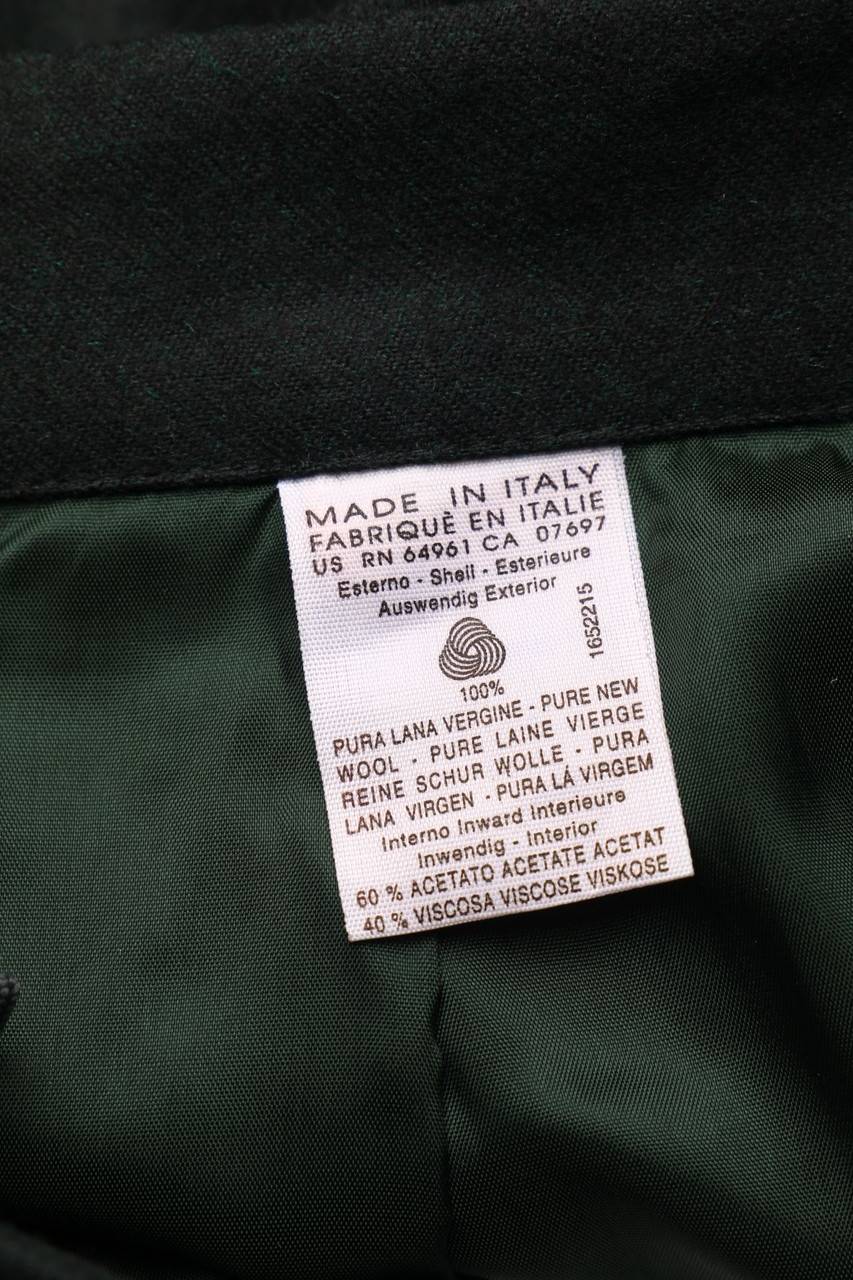 MADE IN ITALY
FABRIQUÈ EN ITALIE
US RN 64961 CA 07697
Esterno - Shell - Esterieure
Auswendig Exterior
1652215
100%
PURA LANA VERGINE - PURE NEW
WOOL - PURE LAINE VIERGE
REINE SCHUR WOLLE - PURA
LANA VIRGEN - PURA LÁ VIRGEM
Interno Inward Interieure
Inwendig - Interior
60 % ACETATO ACETATE ACETAT
40 % VISCOSA VISCOSE VISKOSE